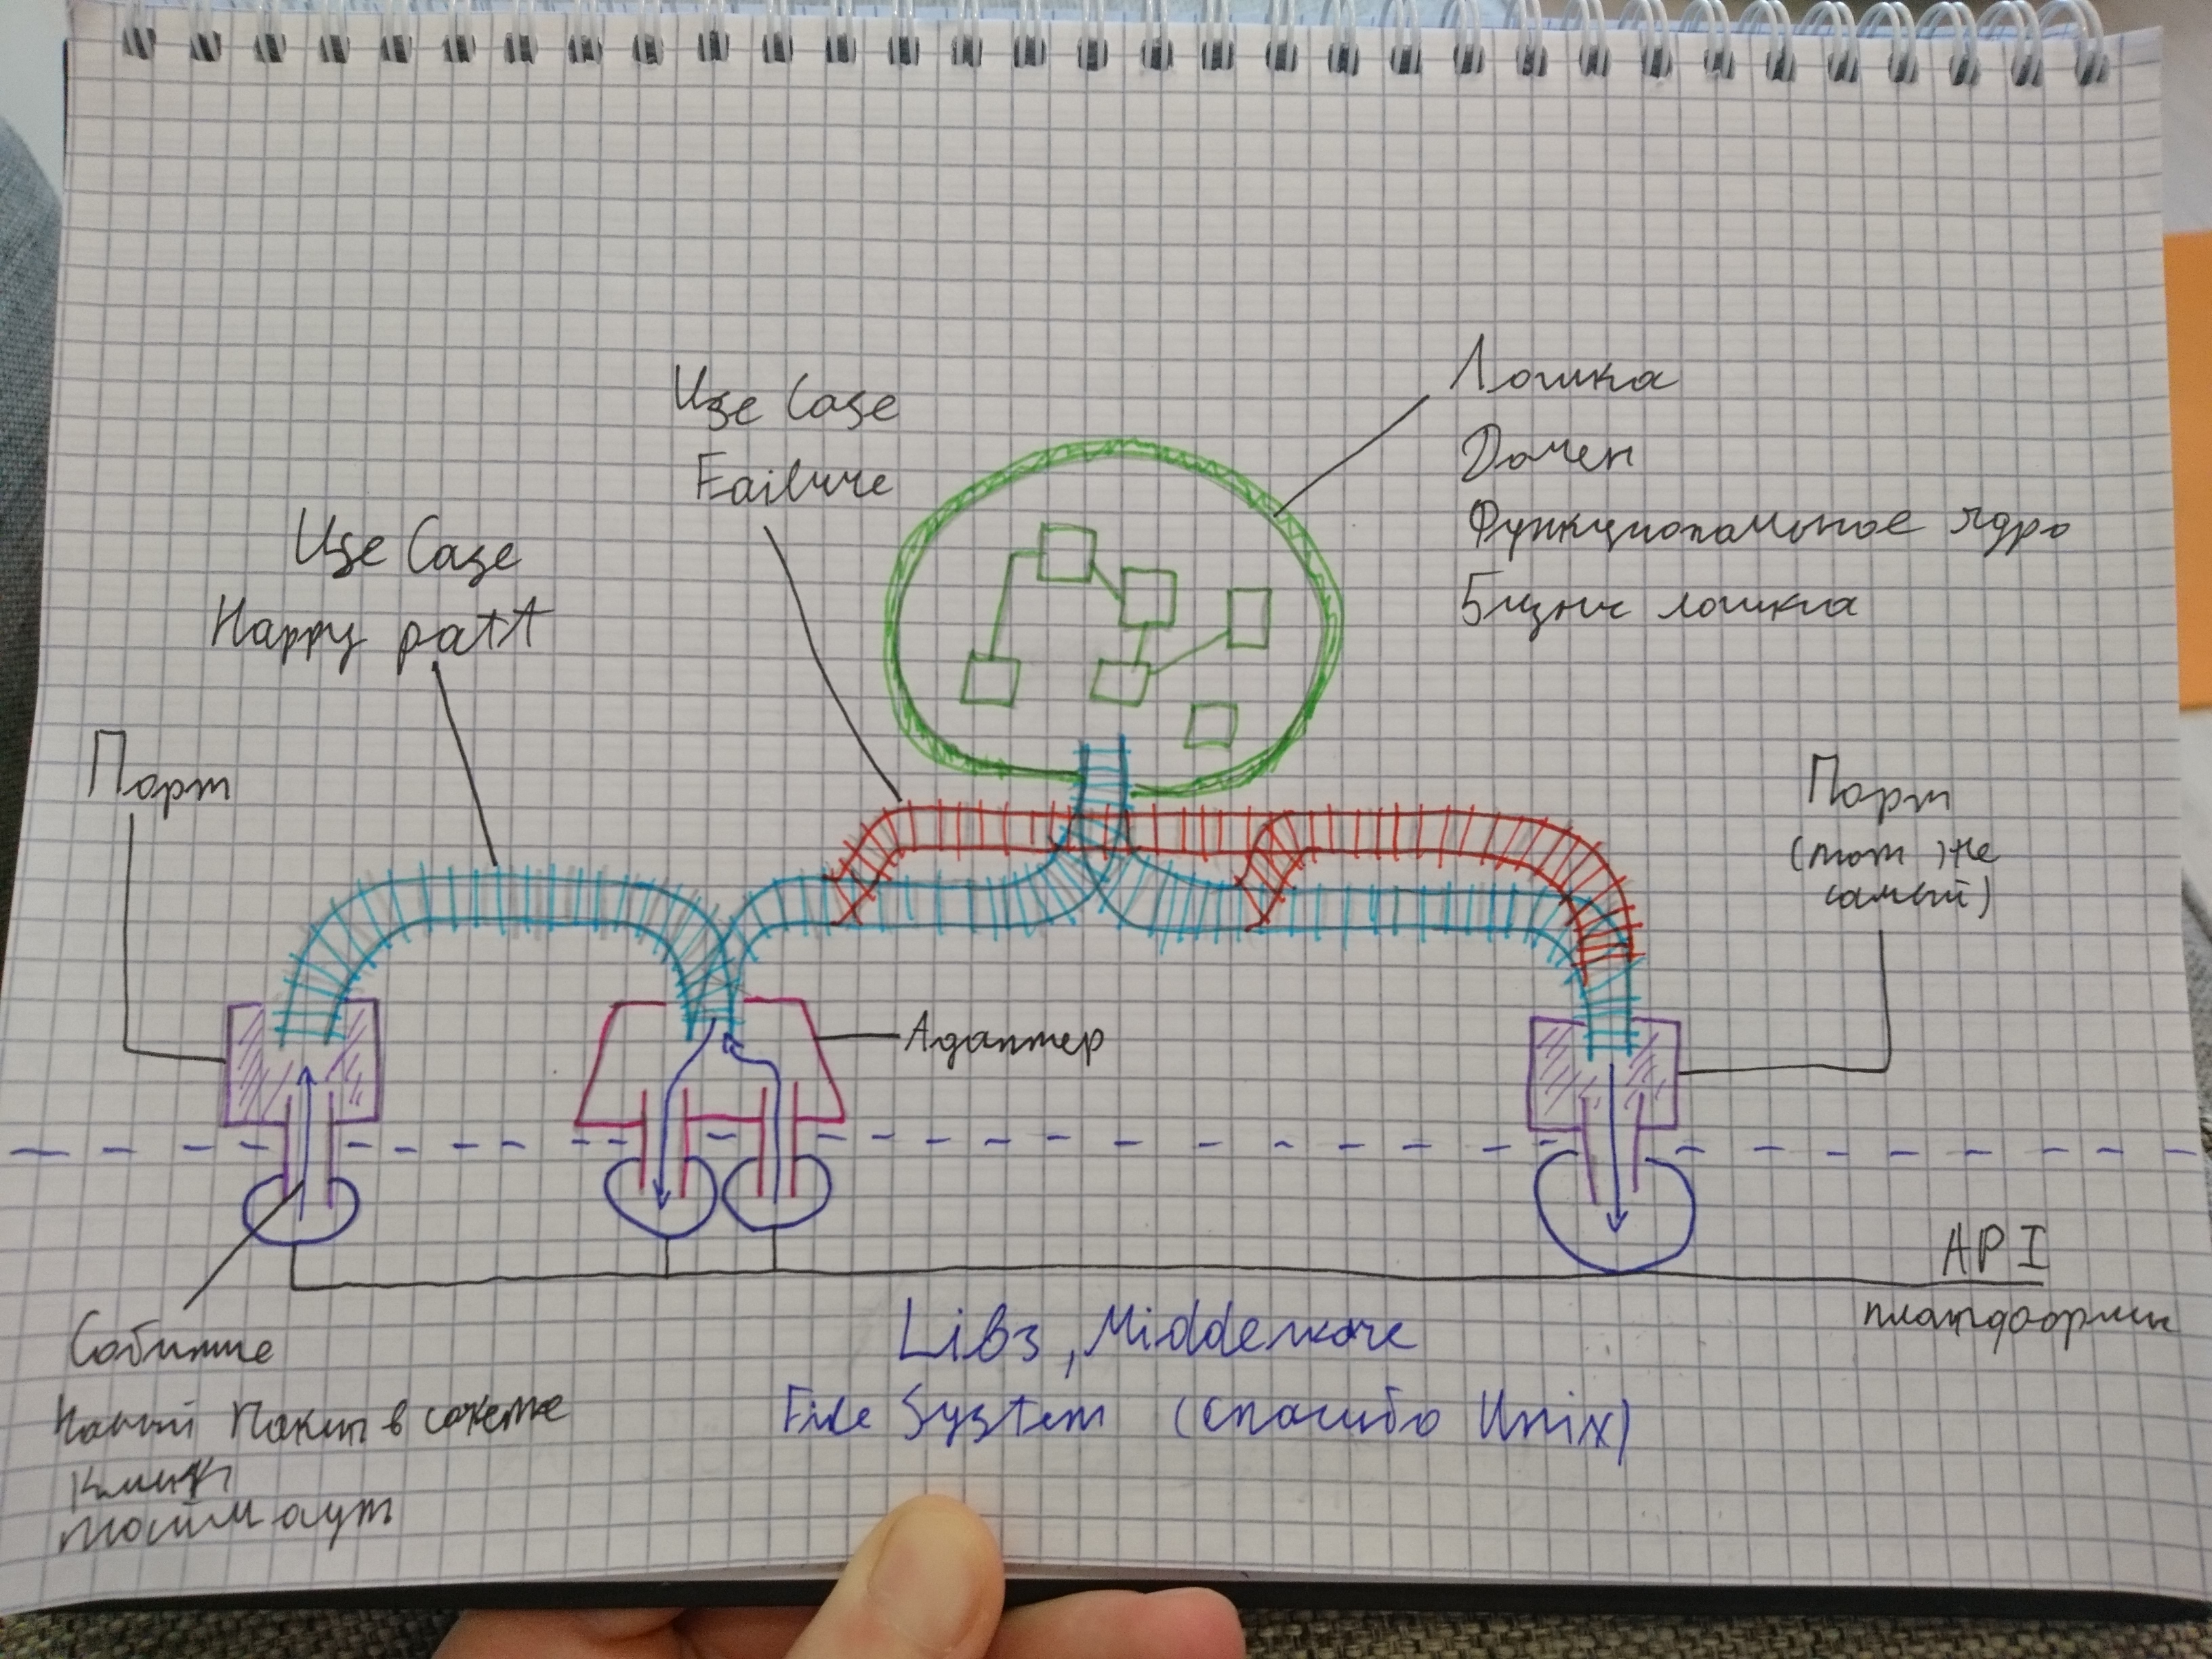 Use Case
Failure
Логика
Домен
Функциональное ядро
Бизнис логика
Use Case
Happy path
Порт
Порт
(тот же
самый)
Адаптер
API
платформы
Событие
Новый Пакет в сокете
Клик
Таймаут
Libs, Middleware
File System (спасибо Unix)